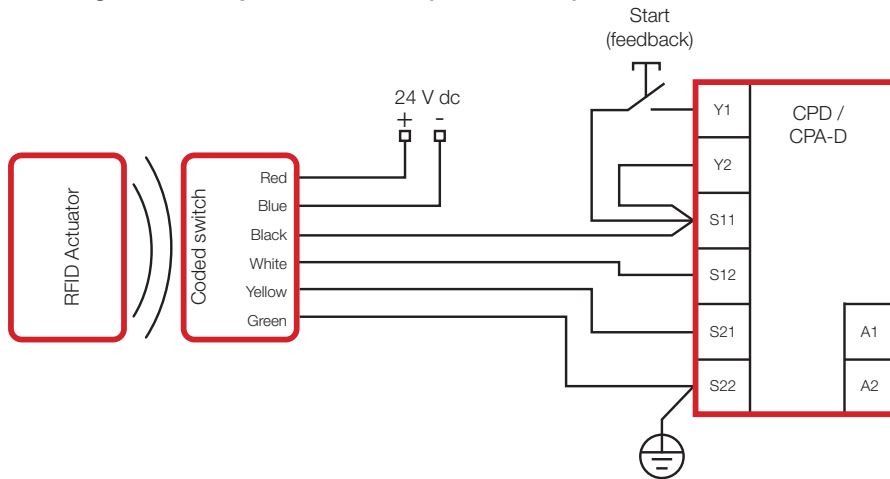 Start
(feedback)
24 V dc
+ -
RFID Actuator
Coded switch
Red
Blue
Black
White
Yellow
Green
Y1
Y2
S11
S12
S21
S22
CPD /
CPA-D
A1
A2